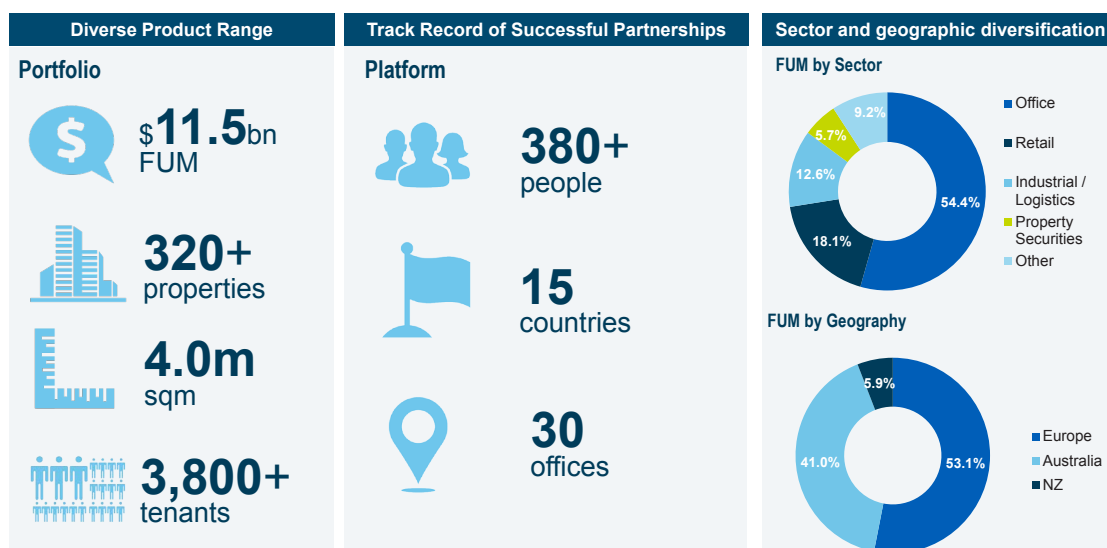 Diverse Product Range
Portfolio
$
$11.5bn
FUM
320+
properties
4.0m
sqm
3,800+
tenants
Track Record of Successful Partnerships
Platform
380+
people
15
countries
30
offices
Sector and geographic diversification
FUM by Sector
9.2%
5.7%
12.6%
18.1%
54.4%
Office
Retail
Industrial /
Logistics
Property
Securities
Other
FUM by Geography
5.9%
41.0%
53.1%
Europe
Australia
NZ